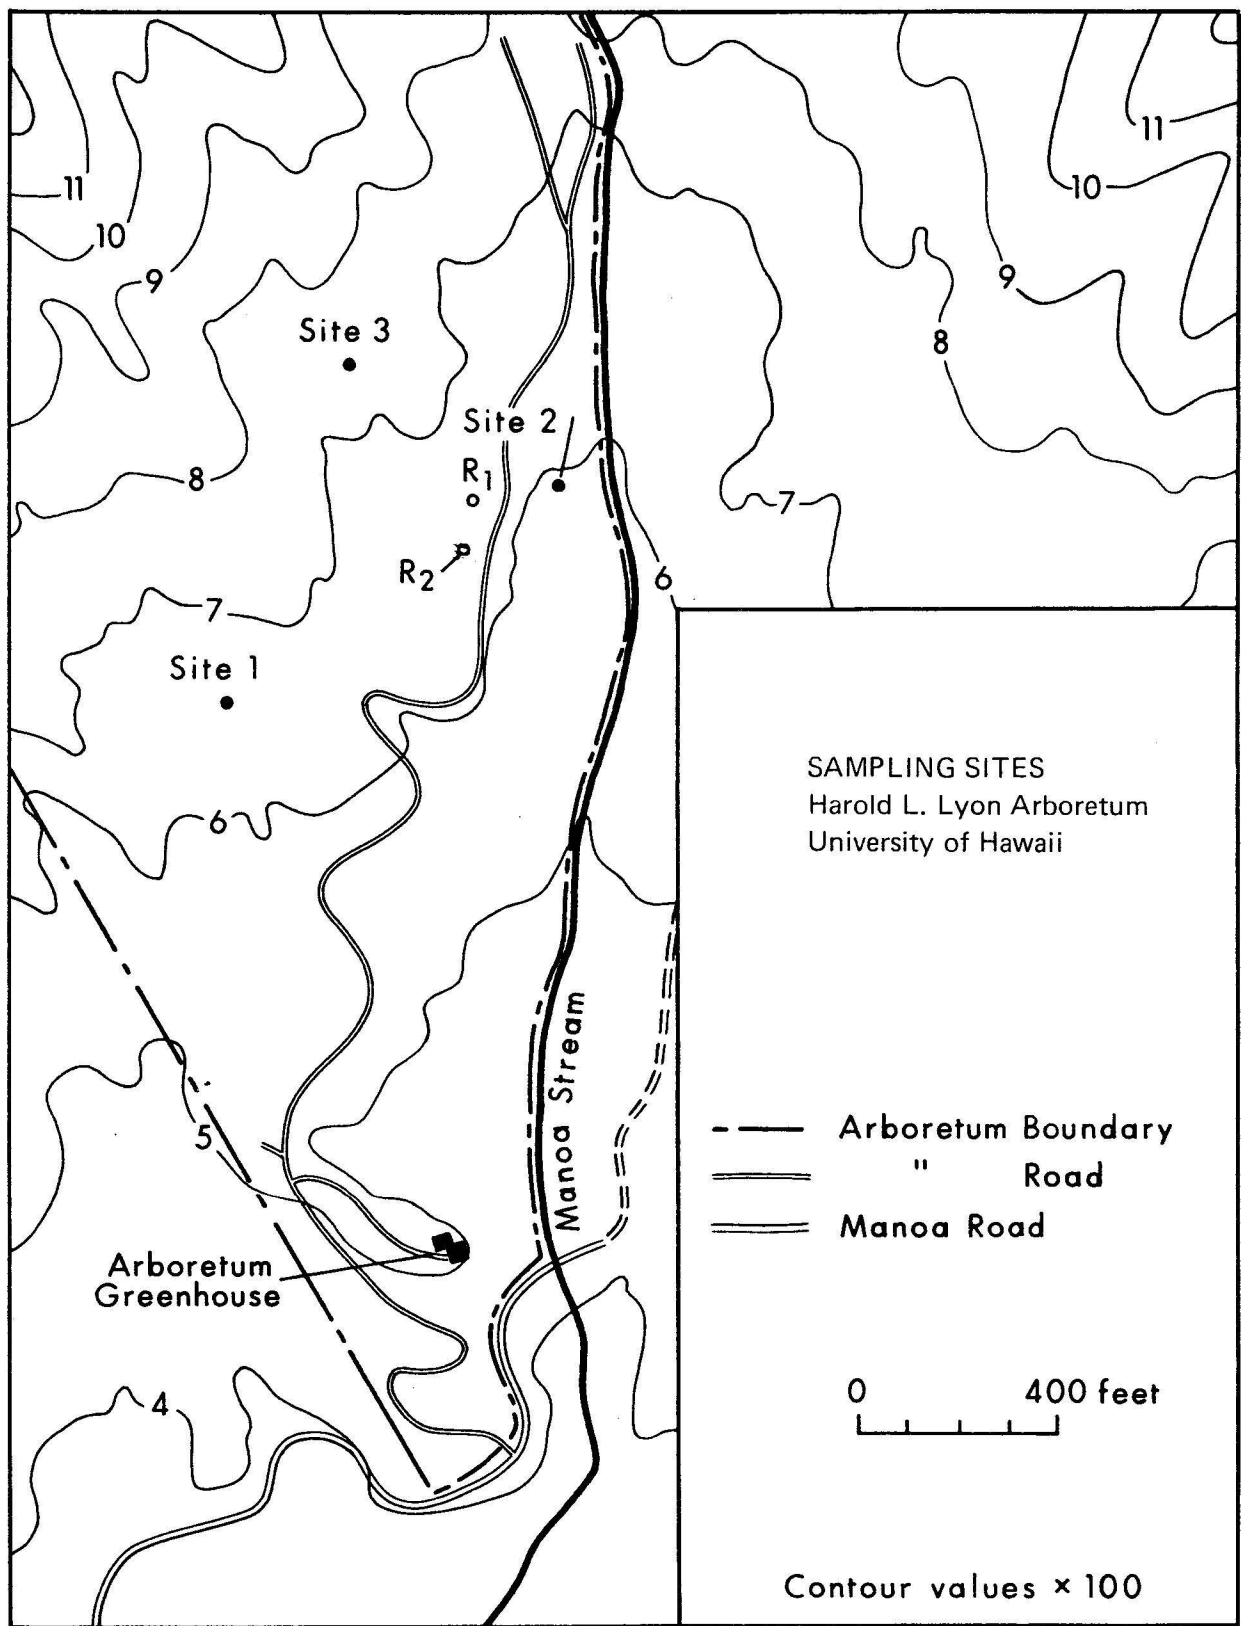 11
10
9
Site 3
8
11
10
9
8
Site 2
R1
R2
7
7
6
Site 1
6
SAMPLING SITES
Harold L. Lyon Arboretum
University of Hawaii
Manoa Stream
5
Arboretum Boundary
" Road
Manoa Road
Arboretum
Greenhouse
4
0 400 feet
Contour values × 100